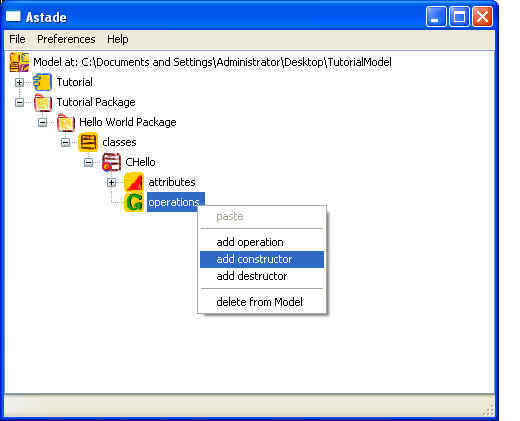 Astade
File Preferences Help
Model at: C:\Documents and Settings\Administrator\Desktop\TutorialModel
Tutorial
Tutorial Package
Hello World Package
classes
CHello
attributes
operations
paste
add operation
add constructor
add destructor
delete from Model